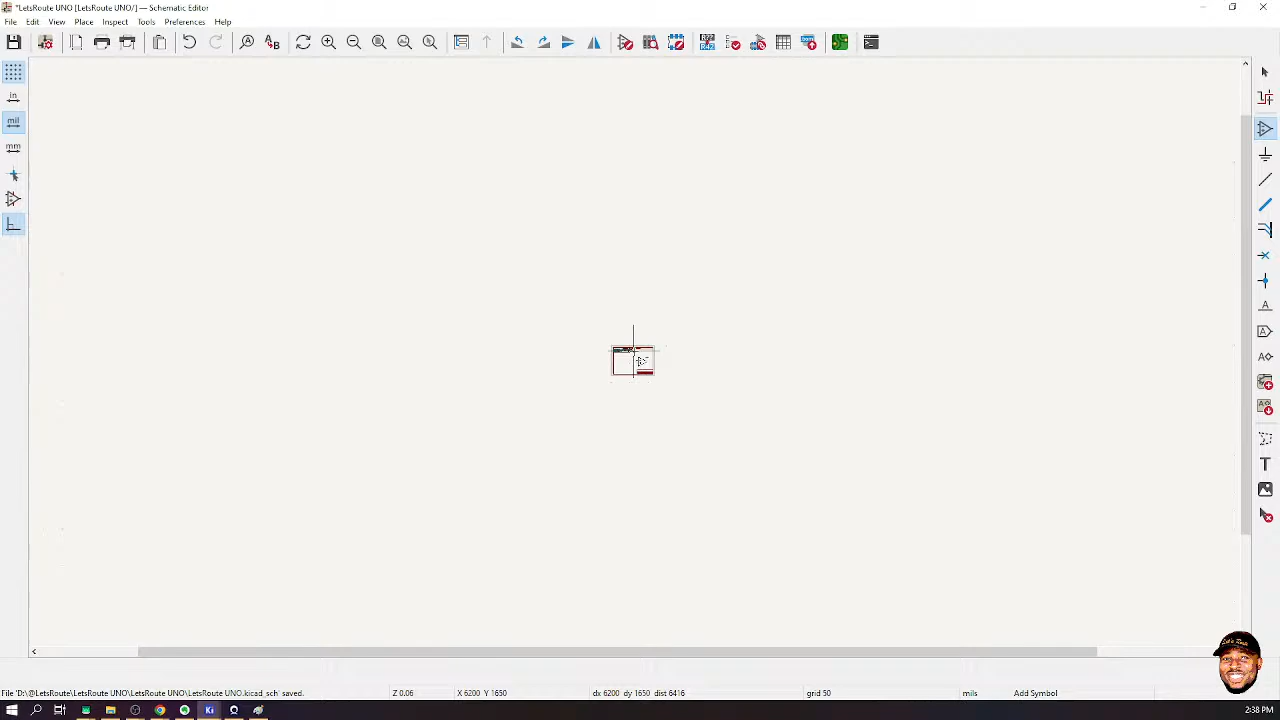 *LetsRoute UNO [LetsRoute UNO/] — Schematic Editor
File Edit View Place Inspect Tools Preferences Help
in
mil
mm
File 'D:\@LetsRoute\LetsRoute UNO\LetsRoute UNO\LetsRoute UNO.kicad_sch' saved.
Z 0.06
X 6200 Y 1650
dx 6200 dy 1650 dist 6416
grid 50
mils
Add Symbol
2:38 PM